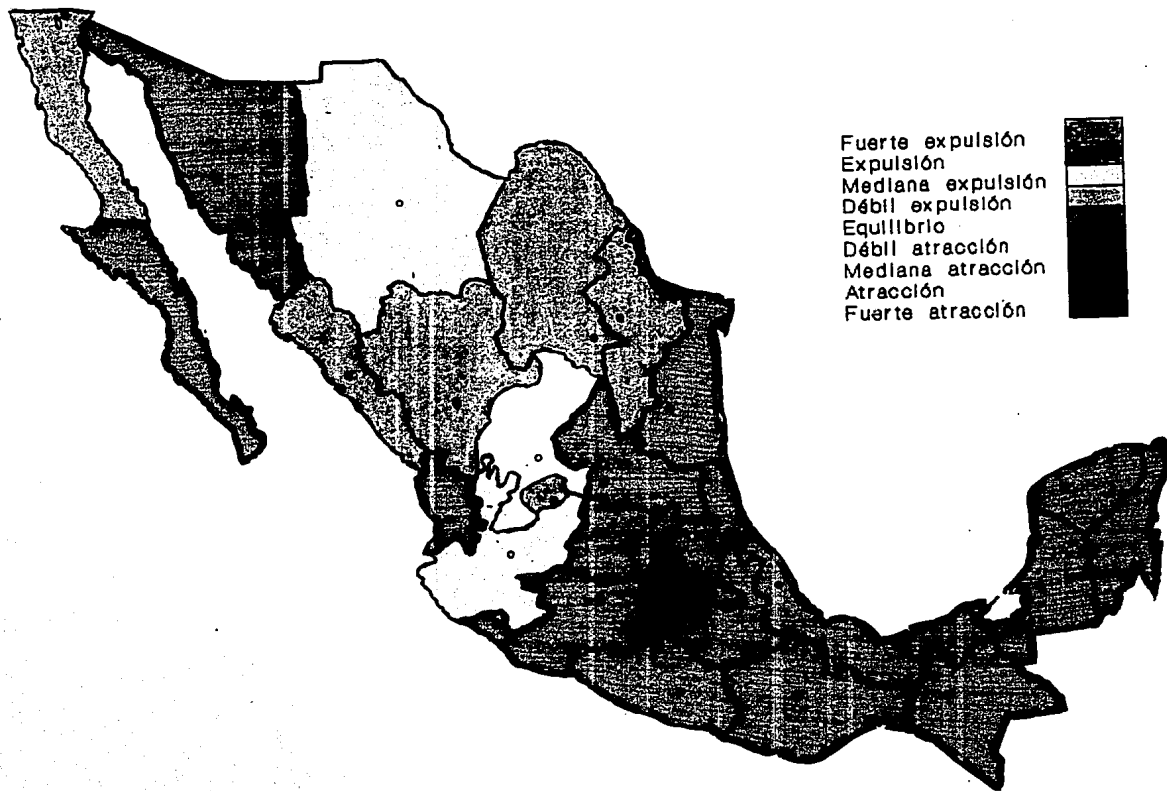 Fuerte expulsión
Expulsión
Mediana expulsión
Débil expulsión
Equilibrio
Débil atracción
Mediana atracción
Atracción
Fuerte atracción